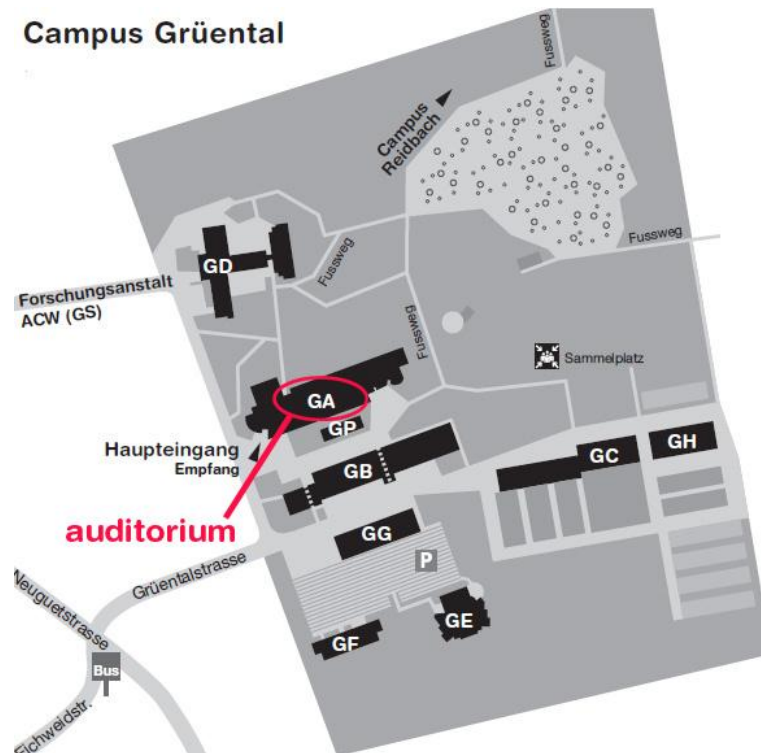 Campus Grüental
Fussweg
Campus
Reidbach
Fussweg
GD
Fussweg
Forschungsanstalt
ACW (GS)
Fussweg
Sammelplatz
GA
GP
Haupteingang
Empfang
GB
GC
GH
auditorium
GG
P
Grüentalstrasse
Neuguetstrasse
GE
GF
Bus
Eichweidstr.